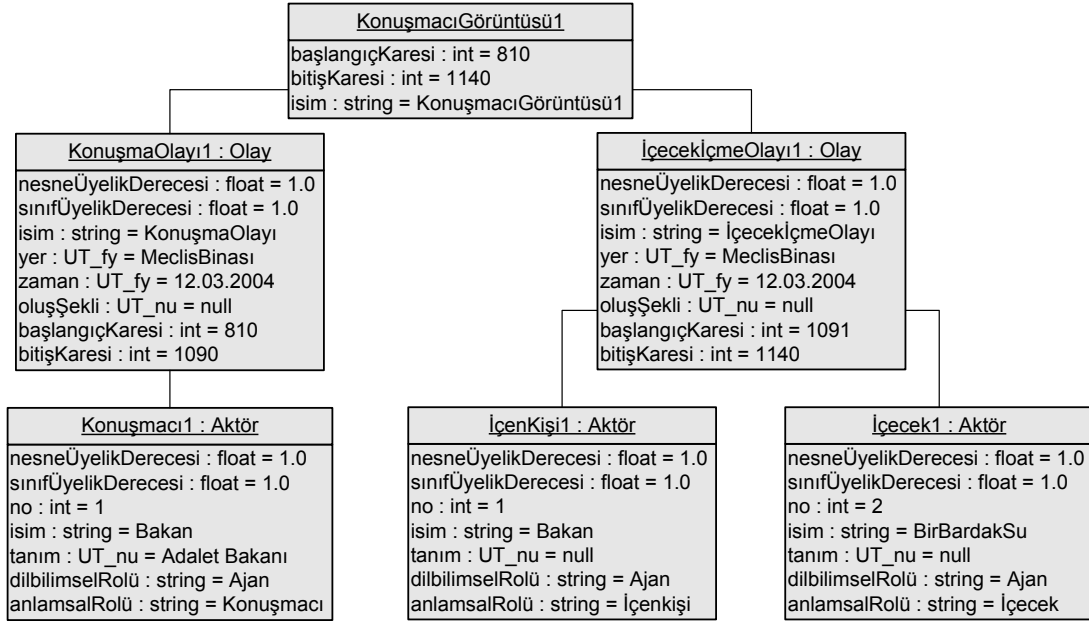 KonuşmacıGörüntüsü1
başlangıçKaresi : int = 810
bitişKaresi : int = 1140
isim : string = KonuşmacıGörüntüsü1
KonuşmaOlayı1 : Olay
nesneÜyelikDerecesi : float = 1.0
sınıfÜyelikDerecesi : float = 1.0
isim : string = KonuşmaOlayı
yer : UT_fy = MeclisBinası
zaman : UT_fy = 12.03.2004
oluşŞekli : UT_nu = null
başlangıçKaresi : int = 810
bitişKaresi : int = 1090
İçecekİçmeOlayı1 : Olay
nesneÜyelikDerecesi : float = 1.0
sınıfÜyelikDerecesi : float = 1.0
isim : string = İçecekİçmeOlayı
yer : UT_fy = MeclisBinası
zaman : UT_fy = 12.03.2004
oluşŞekli : UT_nu = null
başlangıçKaresi : int = 1091
bitişKaresi : int = 1140
Konuşmacı1 : Aktör
nesneÜyelikDerecesi : float = 1.0
sınıfÜyelikDerecesi : float = 1.0
no : int = 1
isim : string = Bakan
tanım : UT_nu = Adalet Bakanı
dilbilimselRolü : string = Ajan
anlamsalRolü : string = Konuşmacı
İçenKişi1 : Aktör
nesneÜyelikDerecesi : float = 1.0
sınıfÜyelikDerecesi : float = 1.0
no : int = 1
isim : string = Bakan
tanım : UT_nu = null
dilbilimselRolü : string = Ajan
anlamsalRolü : string = İçenkişi
İçecek1 : Aktör
nesneÜyelikDerecesi : float = 1.0
sınıfÜyelikDerecesi : float = 1.0
no : int = 2
isim : string = BirBardakSu
tanım : UT_nu = null
dilbilimselRolü : string = Ajan
anlamsalRolü : string = İçecek